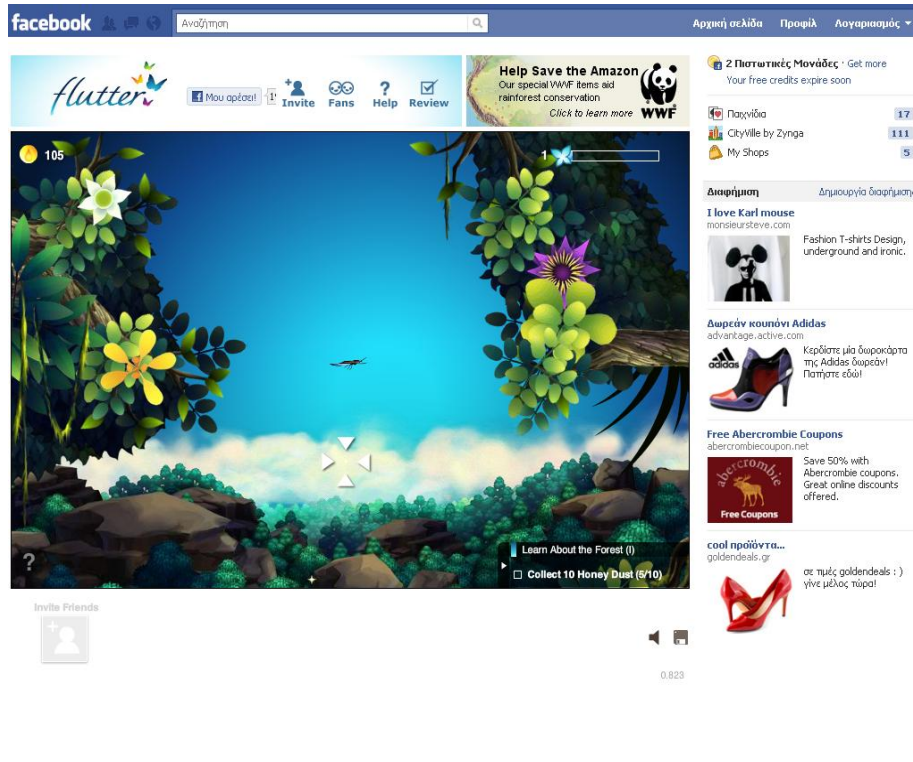 facebook
Αναζήτηση
Αρχική σελίδα Προφίλ Λογαριασμός
flutter
Μου αρέσει!
Invite Fans Help Review
Help Save the Amazon
Our special WWF items aid
rainforest conservation
Click to learn more
WWF
2 Πιστωτικές Μονάδες · Get more
Your free credits expire soon
Παιχνίδια 17
CityVille by Zynga 111
My Shops 5
105
1
Διαφήμιση Δημιουργία διαφήμισης
I love Karl mouse
monsieursteve.com
Fashion T-shirts Design,
underground and ironic.
Δωρεάν κουπόνι Adidas
advantage.active.com
adidas
Κερδίστε μία δωροκάρτα
της Adidas δωρεάν!
Πατήστε εδώ!
Free Abercrombie Coupons
abercrombiecoupon.net
abercrombie
Free Coupons
Save 50% with
Abercrombie coupons.
Great online discounts
offered.
cool προϊόντα...
goldendeals.gr
σε τιμές goldendeals : )
γίνε μέλος τώρα!
?
Learn About the Forest (I)
Collect 10 Honey Dust (5/10)
Invite Friends
0.823